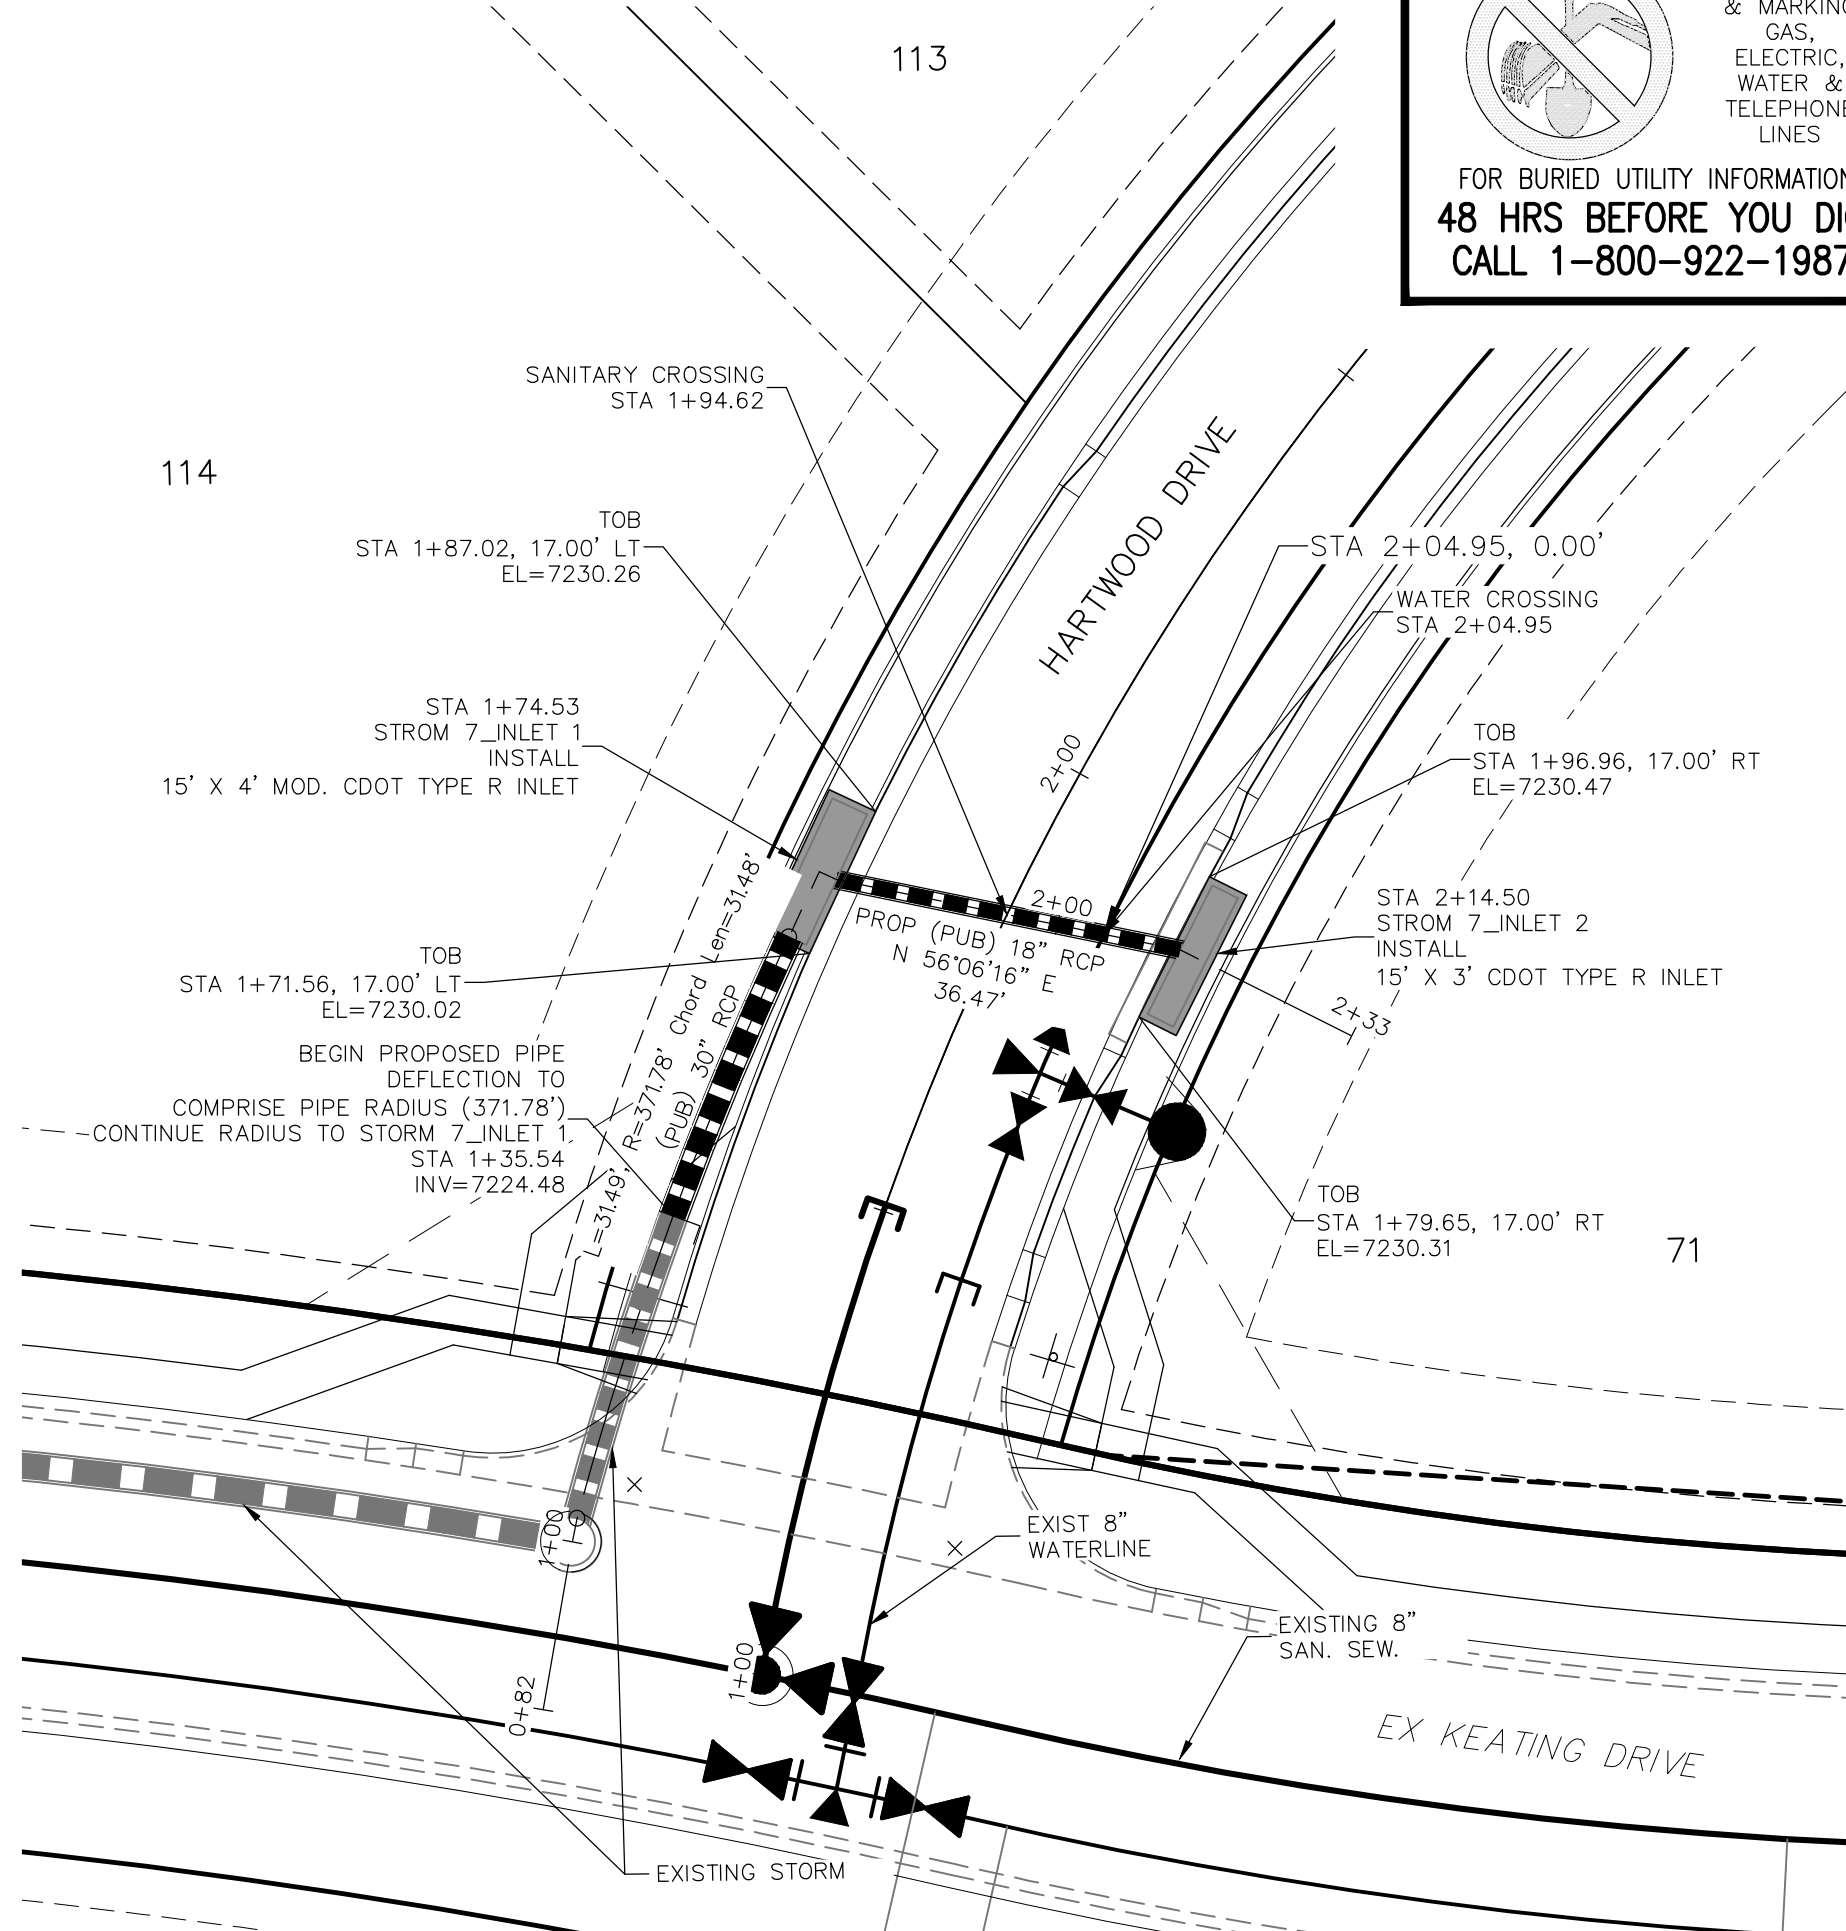 113
& MARKING
GAS,
ELECTRIC,
WATER &
TELEPHONE
LINES
FOR BURIED UTILITY INFORMATION
48 HRS BEFORE YOU DIG
CALL 1-800-922-1987
SANITARY CROSSING
STA 1+94.62
114
TOB
STA 1+87.02, 17.00' LT
EL=7230.26
HARTWOOD DRIVE
STA 2+04.95, 0.00'
WATER CROSSING
STA 2+04.95
STA 1+74.53
STROM 7_INLET 1
INSTALL
15' X 4' MOD. CDOT TYPE R INLET
2+00
TOB
STA 1+96.96, 17.00' RT
EL=7230.47
2+00
PROP (PUB) 18" RCP
N 56°06'16" E
36.47'
STA 2+14.50
STROM 7_INLET 2
INSTALL
15' X 3' CDOT TYPE R INLET
2+33
TOB
STA 1+71.56, 17.00' LT
EL=7230.02
L=31.49', R=371.78' Chord Len=31.48'
(PUB) 30" RCP
BEGIN PROPOSED PIPE
DEFLECTION TO
COMPRISE PIPE RADIUS (371.78')
CONTINUE RADIUS TO STORM 7_INLET 1
STA 1+35.54
INV=7224.48
TOB
STA 1+79.65, 17.00' RT
EL=7230.31
71
1+00
EXIST 8"
WATERLINE
EXISTING 8"
SAN. SEW.
1+00
0+82
EX KEATING DRIVE
EXISTING STORM